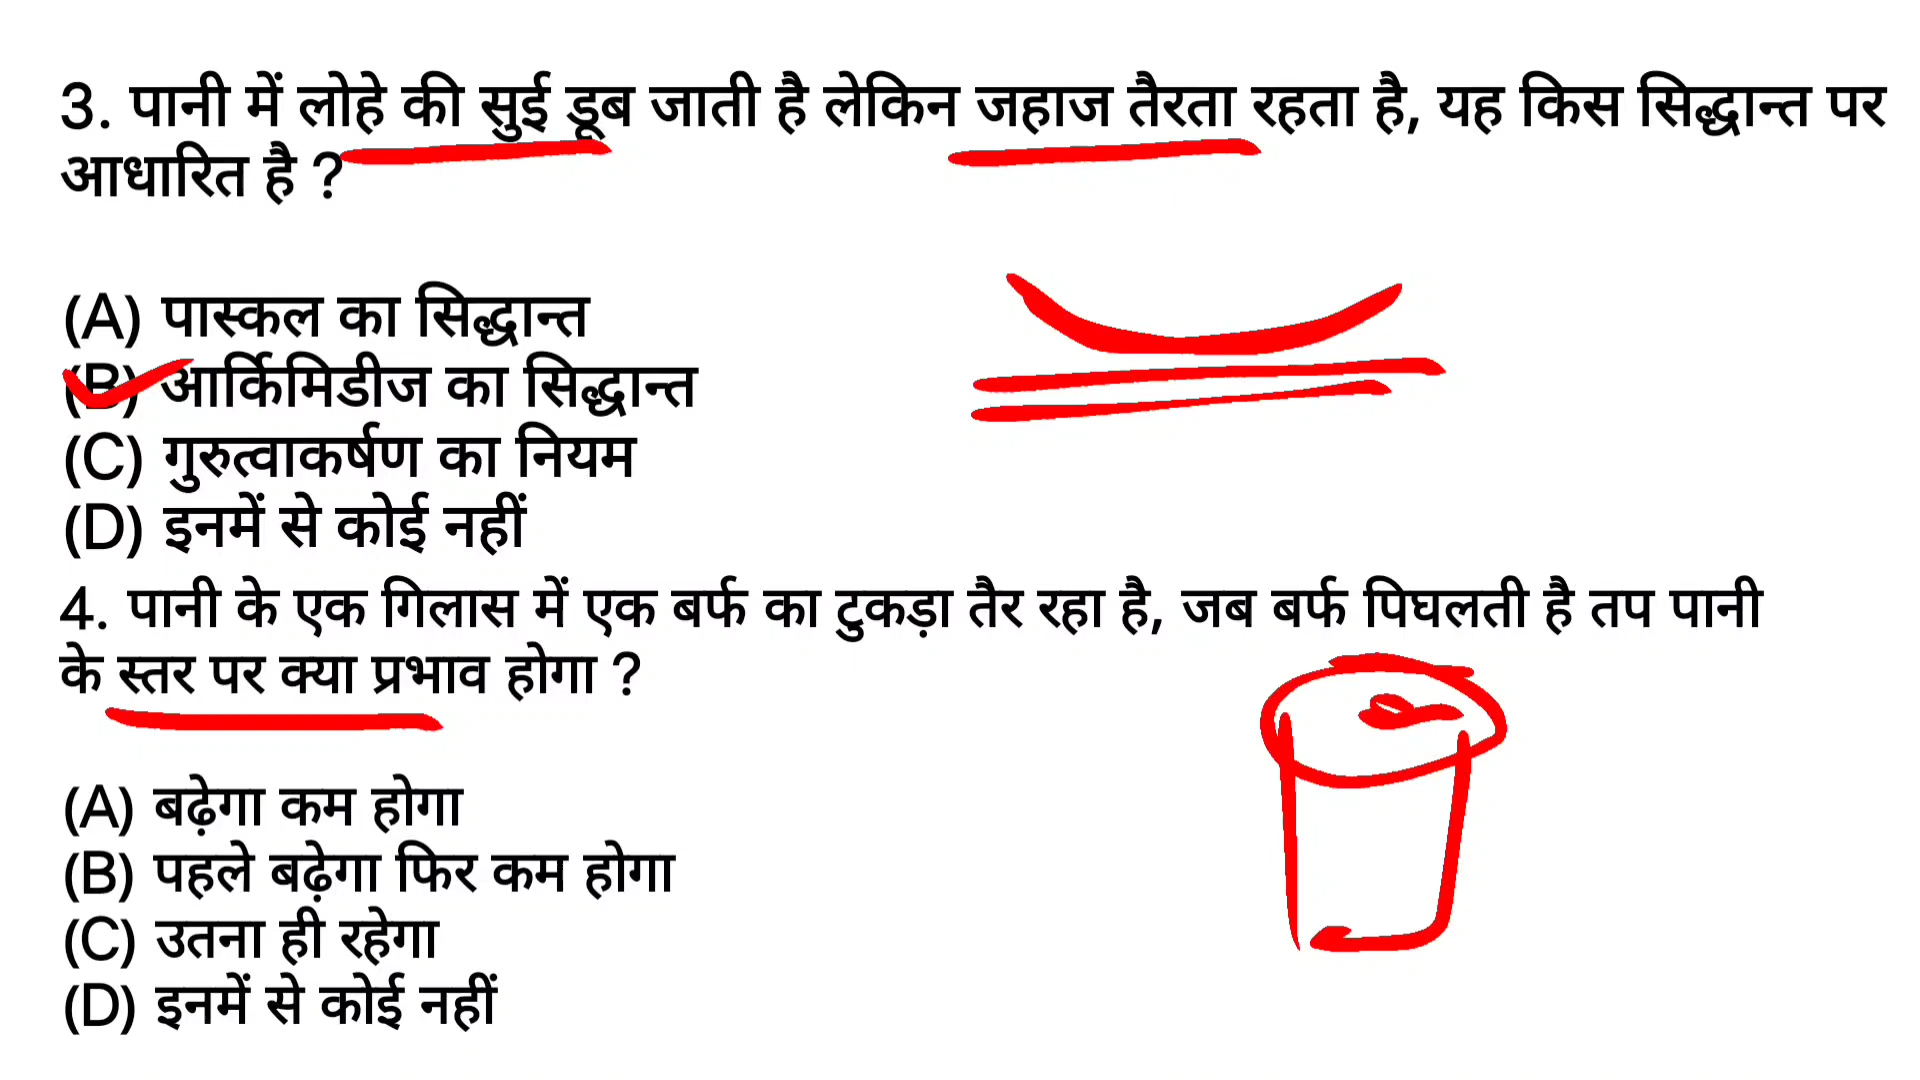 3. पानी में लोहे की सुई डूब जाती है लेकिन जहाज तैरता रहता है, यह किस सिद्धान्त पर
आधारित है ?
(A) पास्कल का सिद्धान्त
(B) आर्किमिडीज का सिद्धान्त
(C) गुरुत्वाकर्षण का नियम
(D) इनमें से कोई नहीं
4. पानी के एक गिलास में एक बर्फ का टुकड़ा तैर रहा है, जब बर्फ पिघलती है तप पानी
के स्तर पर क्या प्रभाव होगा ?
(A) बढ़ेगा कम होगा
(B) पहले बढ़ेगा फिर कम होगा
(C) उतना ही रहेगा
(D) इनमें से कोई नहीं